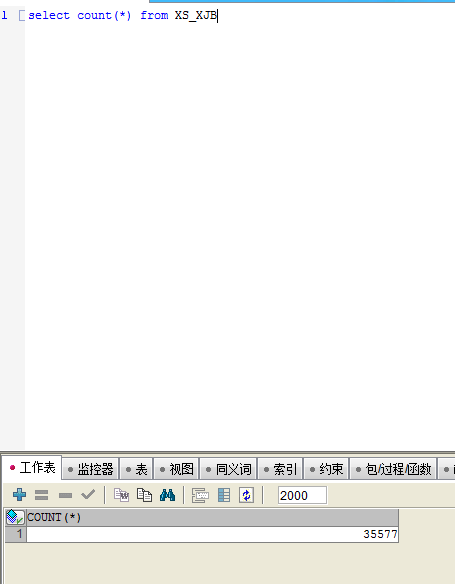 1 select count(*) from XS_XJB
工作表 监控器 表 视图 同义词 索引 约束 包/过程/函数
2000
COUNT(*)
1 35577